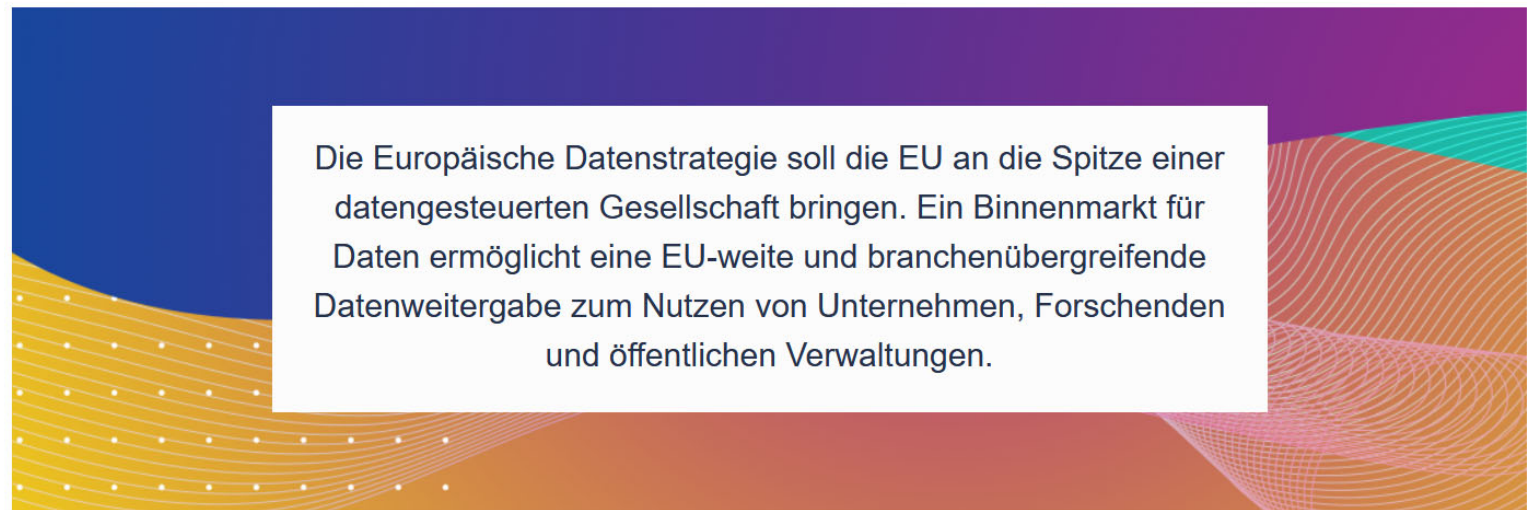 Die Europäische Datenstrategie soll die EU an die Spitze einer
datengesteuerten Gesellschaft bringen. Ein Binnenmarkt für
Daten ermöglicht eine EU-weite und branchenübergreifende
Datenweitergabe zum Nutzen von Unternehmen, Forschenden
und öffentlichen Verwaltungen.